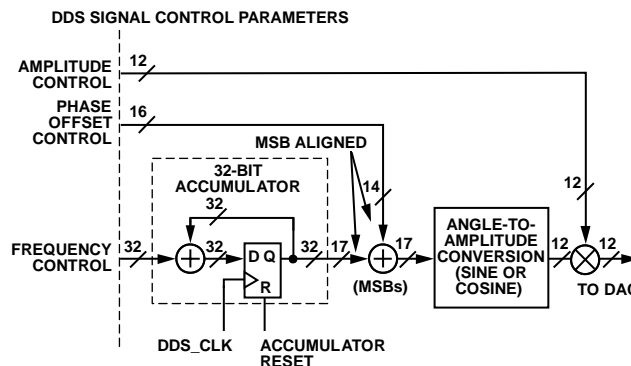 DDS SIGNAL CONTROL PARAMETERS
AMPLITUDE
CONTROL
12
PHASE
OFFSET
CONTROL
16
MSB ALIGNED
32-BIT
ACCUMULATOR
14
12
32
FREQUENCY
CONTROL
32
32
D Q
R
32
17
17
(MSBs)
ANGLE-TO-
AMPLITUDE
CONVERSION
(SINE OR
COSINE)
12
12
TO DAC
DDS_CLK
ACCUMULATOR
RESET